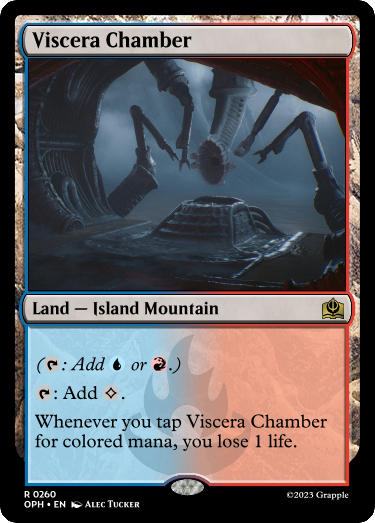 Viscera Chamber
Land — Island Mountain
(: Add  or .)
: Add .
Whenever you tap Viscera Chamber
for colored mana, you lose 1 life.
R 0260
OPH • EN Alec Tucker
©2023 Grapple